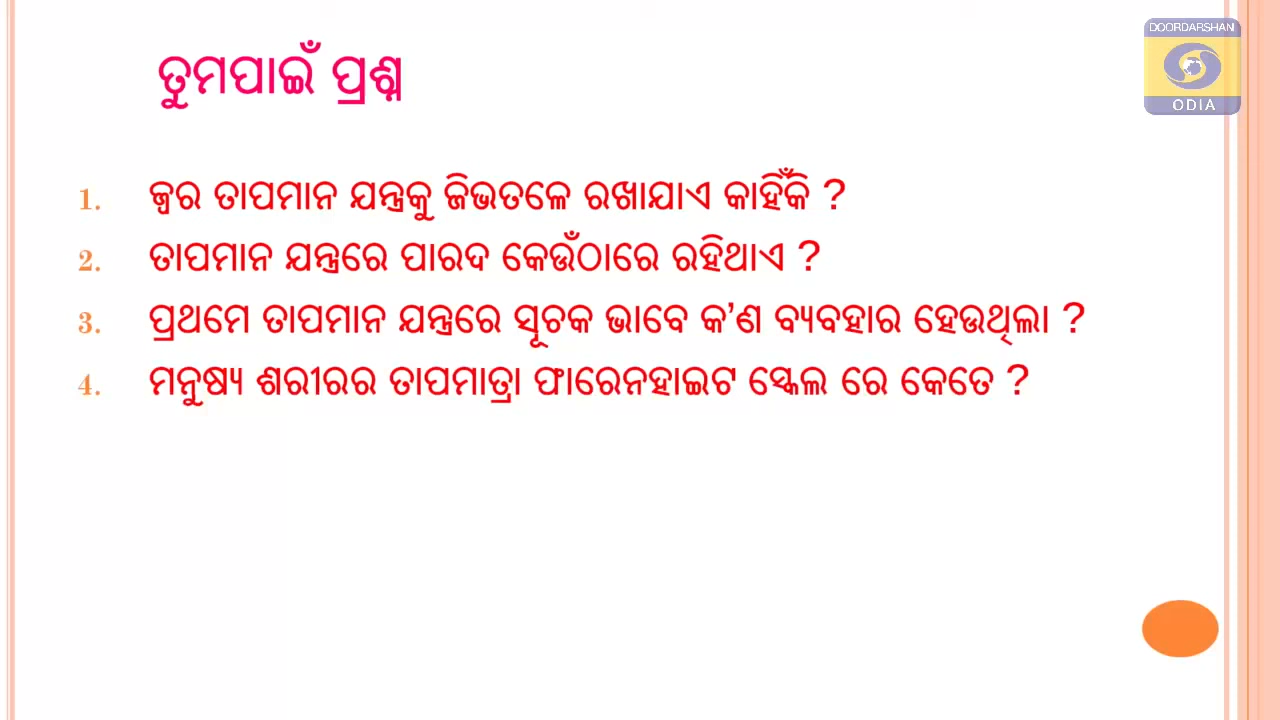 ତୁମପାଇଁ ପ୍ରଶ୍ନ
DOORDARSHAN
ODIA
1. ଜ୍ୱର ତାପମାନ ଯନ୍ତ୍ରକୁ ଜିଭତଳେ ରଖାଯାଏ କାହିଁକି ?
2. ତାପମାନ ଯନ୍ତ୍ରରେ ପାରଦ କେଉଁଠାରେ ରହିଥାଏ ?
3. ପ୍ରଥମେ ତାପମାନ ଯନ୍ତ୍ରରେ ସୂଚକ ଭାବେ କ’ଣ ବ୍ୟବହାର ହେଉଥିଲା ?
4. ମନୁଷ୍ୟ ଶରୀରର ତାପମାତ୍ରା ଫାରେନହାଇଟ ସ୍କେଲ ରେ କେତେ ?